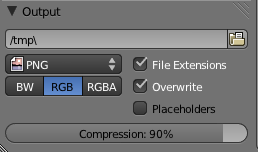 Output
/tmp\
PNG
File Extensions
BW RGB RGBA
Overwrite
Placeholders
Compression: 90%